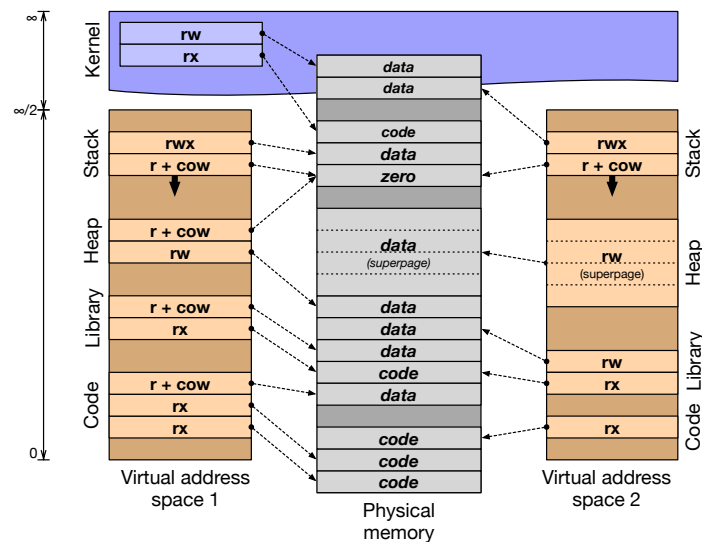 ∞
Kernel
rw
rx
∞/2
Stack
rwx
r + cow
Heap
r + cow
rw
Library
r + cow
rx
Code
r + cow
rx
rx
0
Virtual address
space 1
data
data
code
data
zero
data
(superpage)
data
data
data
code
data
code
code
code
Physical
memory
rwx
r + cow
Stack
rw
(superpage)
Heap
rw
rx
Library
rx
Code
Virtual address
space 2